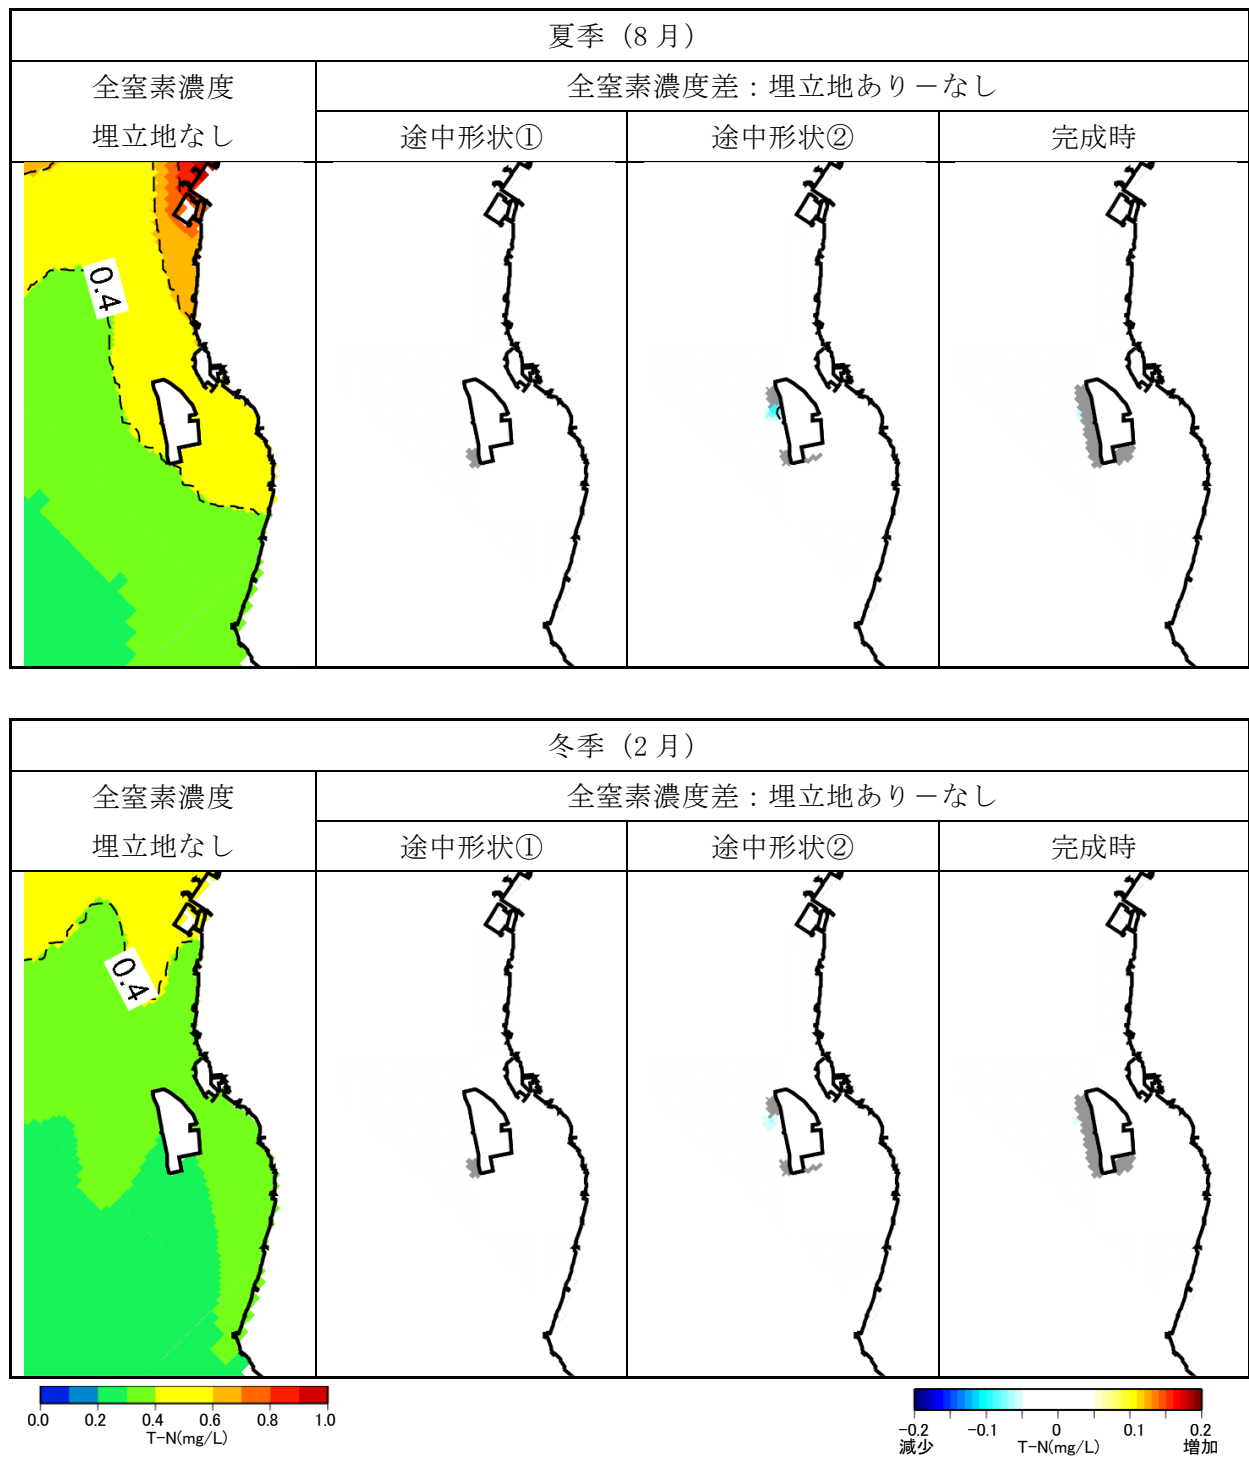 夏季（8 月）
全窒素濃度
埋立地なし
全窒素濃度差：埋立地あり－なし
途中形状①
途中形状②
完成時
0.4
冬季（2 月）
全窒素濃度
埋立地なし
全窒素濃度差：埋立地あり－なし
途中形状①
途中形状②
完成時
0.4
0.0 0.2 0.4 0.6 0.8 1.0
T-N(mg/L)
-0.2 -0.1 0 0.1 0.2
減少 T-N(mg/L) 増加